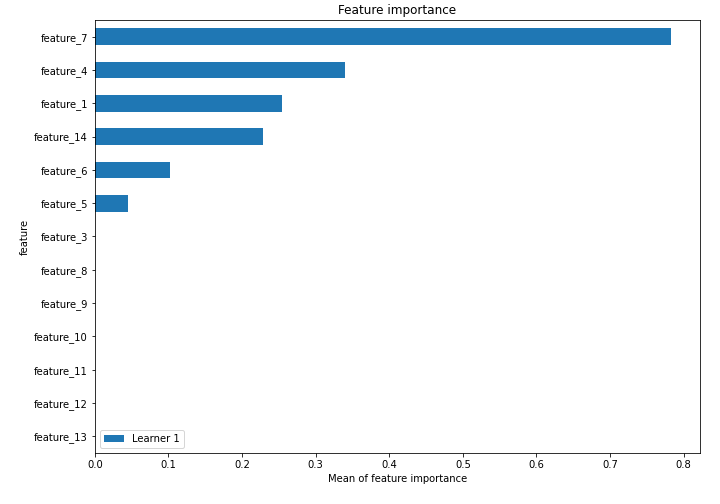 Feature importance
feature_7
feature_4
feature_1
feature_14
feature_6
feature_5
feature_3
feature_8
feature_9
feature_10
feature_11
feature_12
feature_13
feature
Learner 1
0.0 0.1 0.2 0.3 0.4 0.5 0.6 0.7 0.8
Mean of feature importance